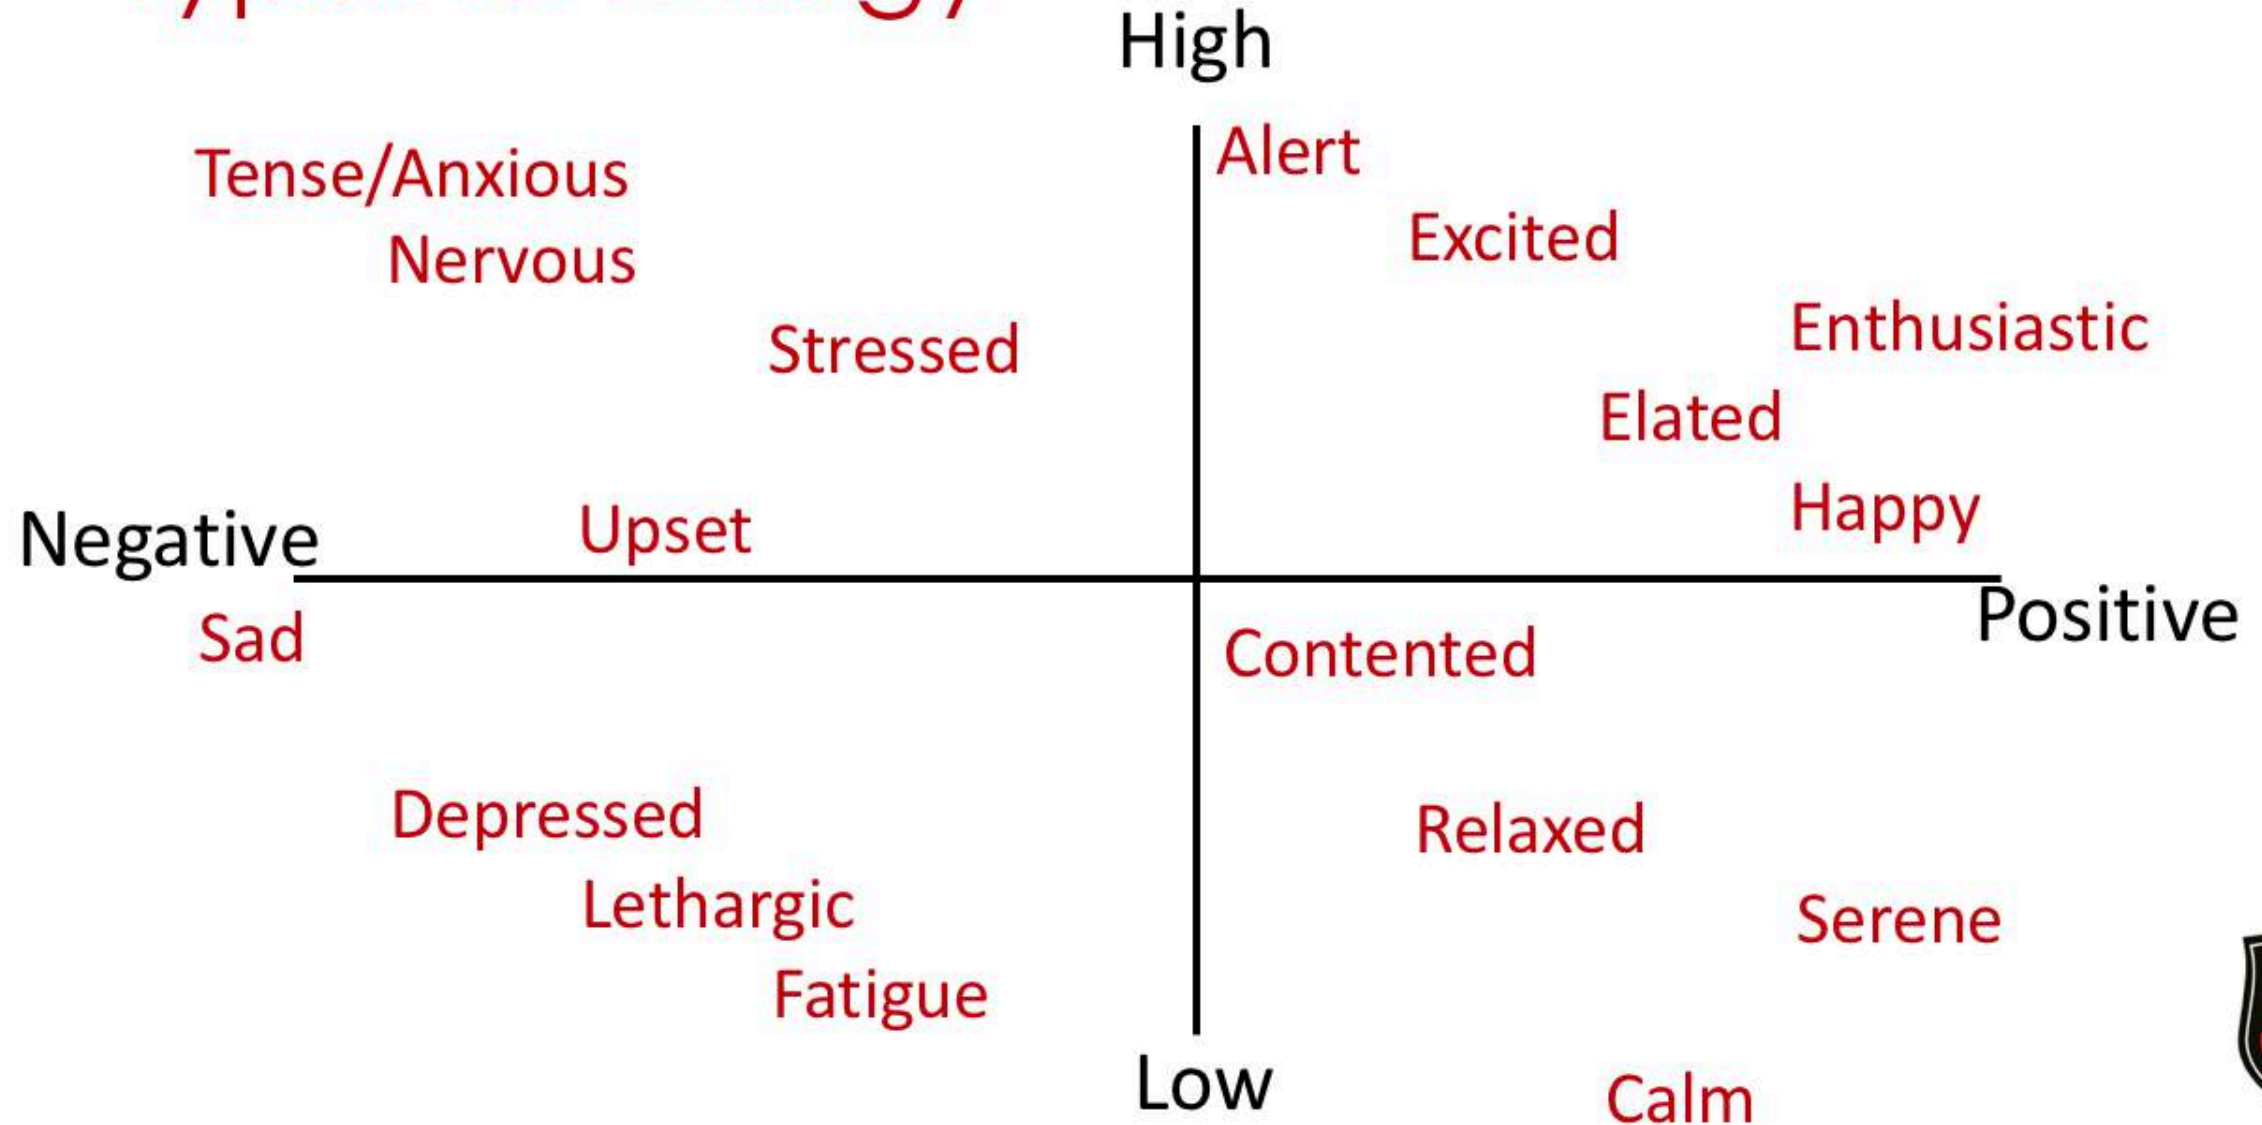 High
Alert
Tense/Anxious
Excited
Nervous
Enthusiastic
Stressed
Elated
Happy
Upset
Negative
Positive
Sad
Contented
Depressed
Relaxed
Lethargic
Serene
Fatigue
Low
Calm